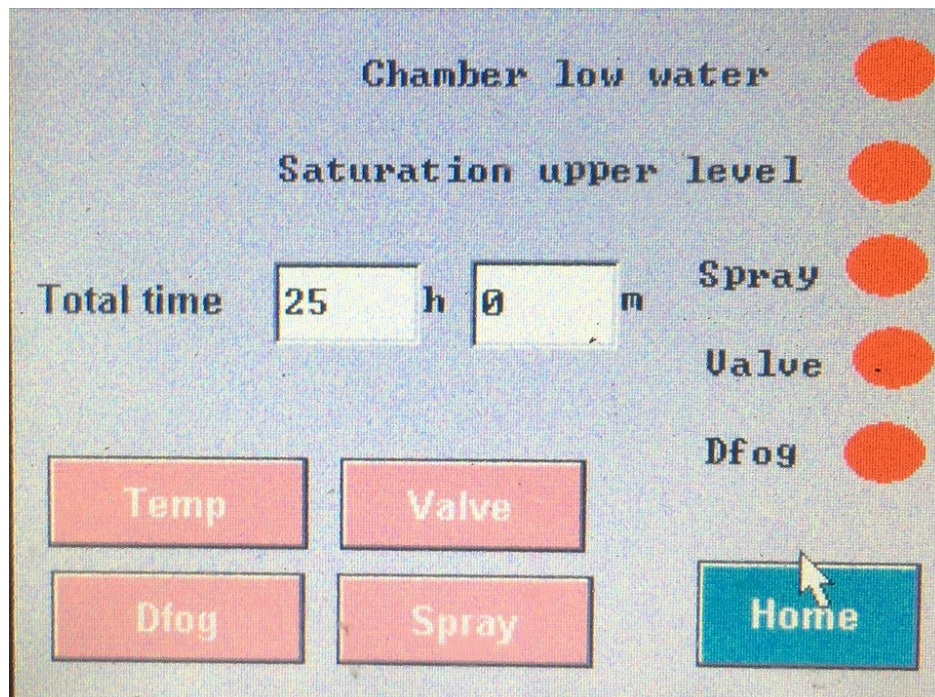 Chamber low water
Saturation upper level
Spray
Total time 25 h 0 m
Valve
Dfog
Temp Valve
Dfog Spray
Home